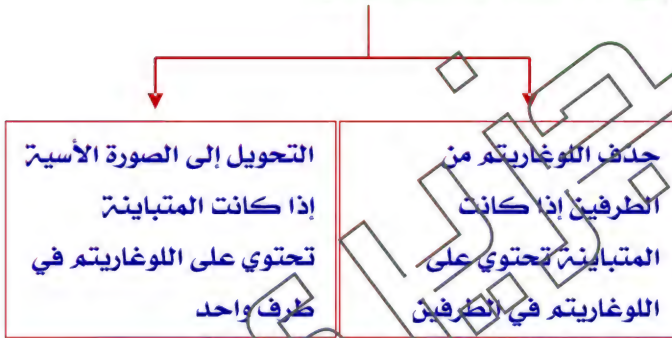 حذف اللوغاريتم من
الطرفين إذا كانت
المتباينة تحتوي على
اللوغاريتم في الطرفين
التحويل إلى الصورة الأسية
إذا كانت المتباينة
تحتوي على اللوغاريتم في
طرف واحد